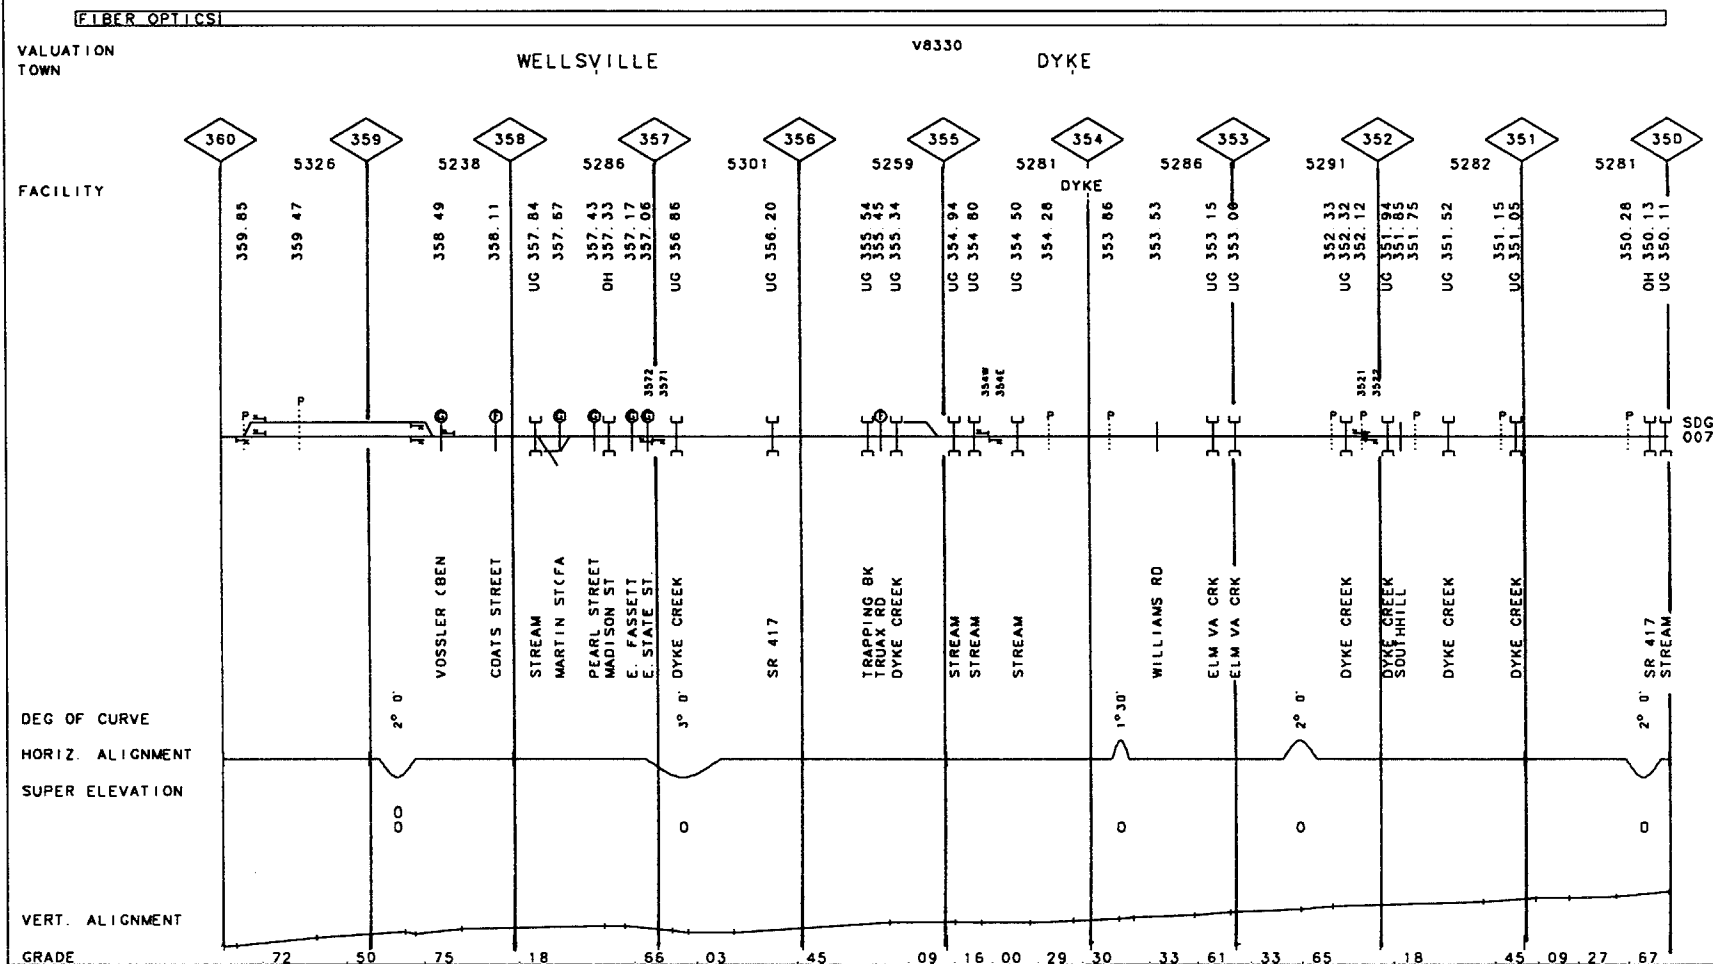 FIBER OPTICS
VALUATION V8330
TOWN WELLSVILLE DYKE
360 359 358 357 356 355 354 353 352 351 350
5326 5238 5286 5301 5259 5281 5286 5291 5282 5281
FACILITY DYKE
359.85
359 47
358 49
358.11
UG 357.84
357.67
357.43
OH 357.33
357.17
357.06
UG 356 86
UG 356.20
UG 355.54
355.45
UG 355.34
UG 354.94
UG 354 80
UG 354 50
354.28
353 86
353.53
UG 353 15
UG 353
352.33
UG 352.32
352.12
UG 351.94
351.85
351.75
UG 351.52
351.15
UG 351.05
350.28
OH 350.13
UG 350.11
3572
3571
354W
354E
3521
3522
P P G F G G G G F P P P P P P P
SDG
007
VOSSLER (BEN
COATS STREET
STREAM
MARTIN ST(FA
PEARL STREET
MADISON ST
E. FASSETT
E. STATE ST.
DYKE CREEK
SR 417
TRAPPING BK
TRUAX RD
DYKE CREEK
STREAM
STREAM
STREAM
WILLIAMS RD
ELM VA CRK
ELM VA CRK
DYKE CREEK
DYKE CREEK
SOUTHHILL
DYKE CREEK
DYKE CREEK
SR 417
STREAM
DEG OF CURVE 2° 0' 3° 0' 1°30' 2° 0' 2° 0'
HORIZ. ALIGNMENT
SUPER ELEVATION
0
0 0 0 0 0
VERT. ALIGNMENT
GRADE .72 .50 .75 .18 .66 .03 .45 .09 .16 .00 .29 .30 .33 .61 .33 .65 .18 .45 .09 .27 .67